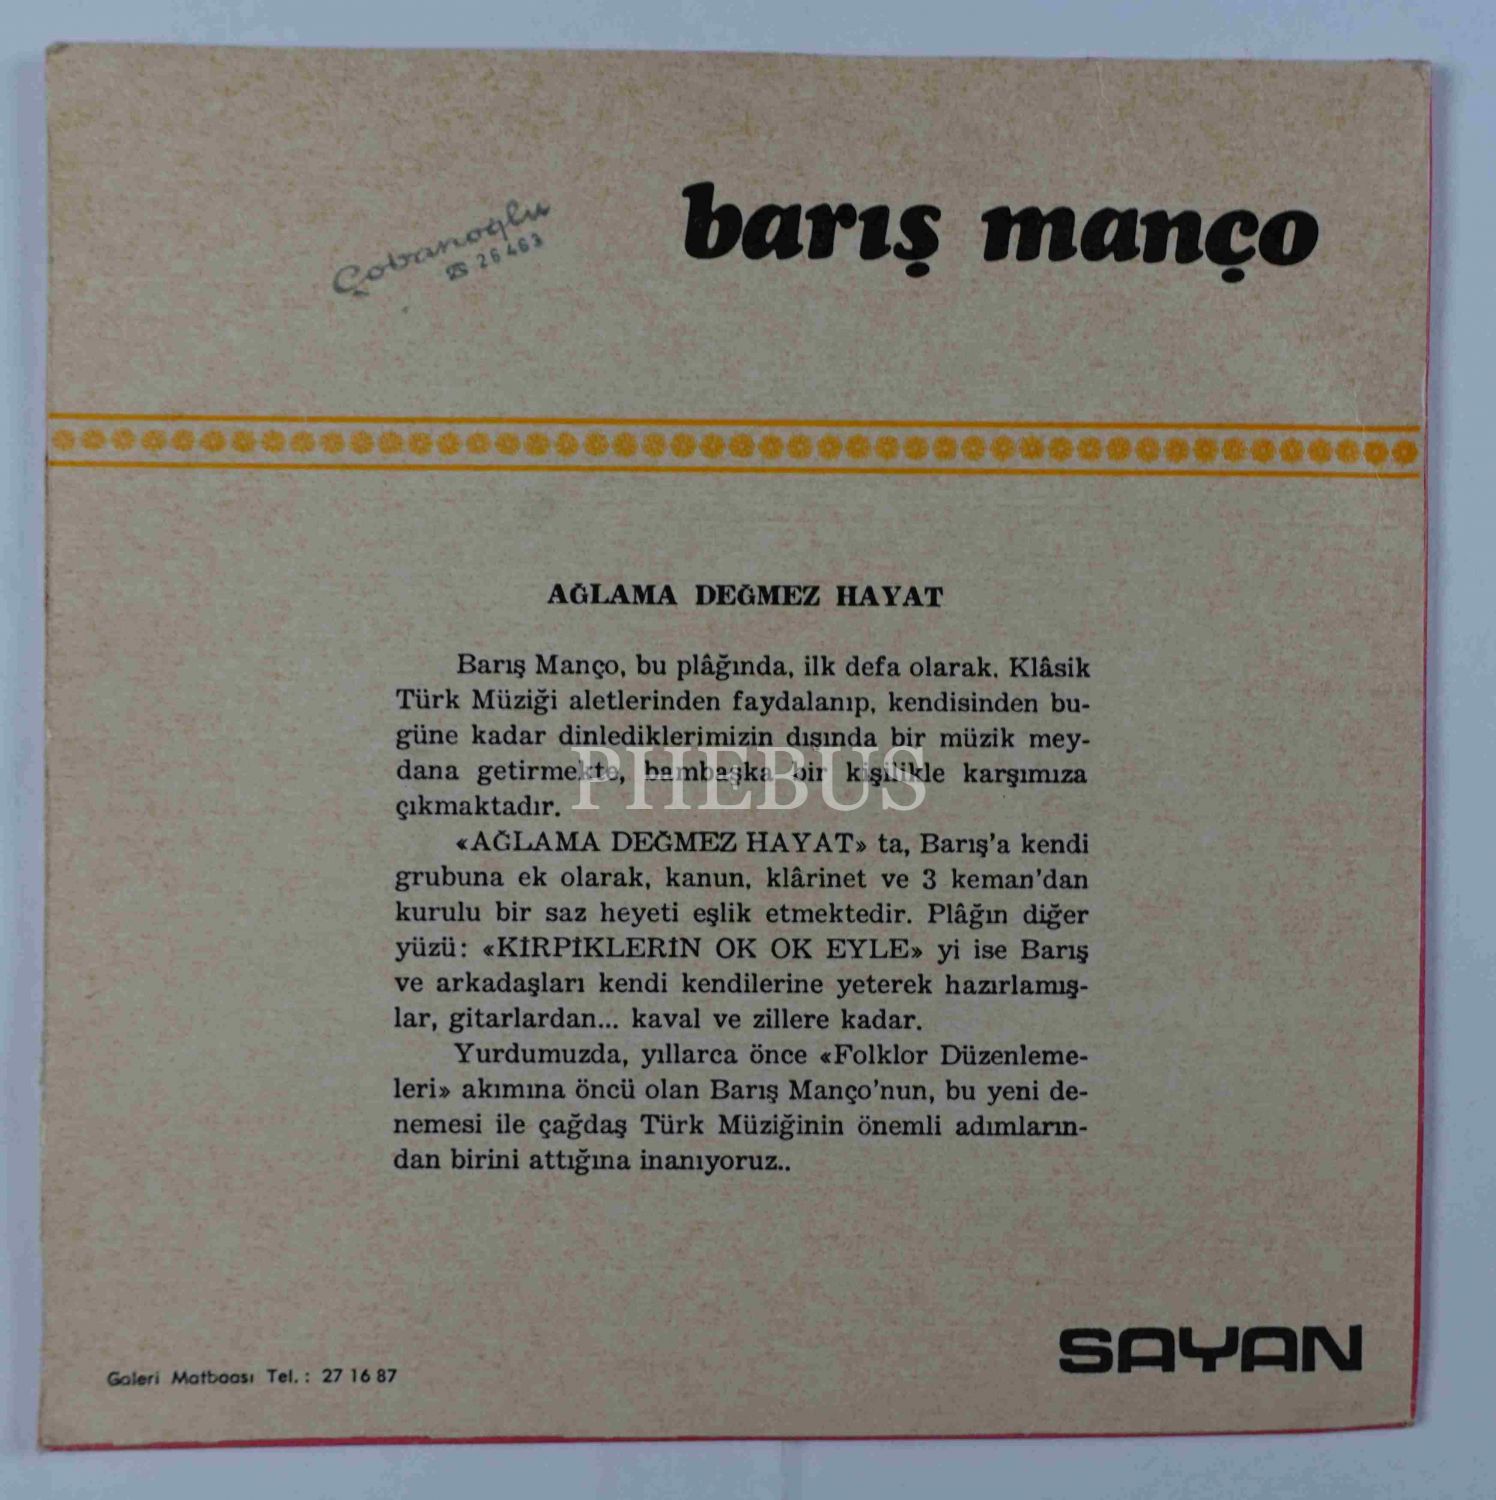 barış manço
Çobanoğlu
26463
AĞLAMA DEĞMEZ HAYAT
Barış Manço, bu plâğında, ilk defa olarak. Klâsik
Türk Müziği aletlerinden faydalanıp, kendisinden bu-
güne kadar dinlediklerimizin dışında bir müzik mey-
dana getirmekte, bambaşka bir kişilikle karşımıza
çıkmaktadır.
«AĞLAMA DEĞMEZ HAYAT» ta, Barış'a kendi
grubuna ek olarak, kanun, klârinet ve 3 keman'dan
kurulu bir saz heyeti eşlik etmektedir. Plâğın diğer
yüzü: «KİRPİKLERİN OK OK EYLE» yi ise Barış
ve arkadaşları kendi kendilerine yeterek hazırlamış-
lar, gitarlardan... kaval ve zillere kadar.
Yurdumuzda, yıllarca önce «Folklor Düzenleme-
leri» akımına öncü olan Barış Manço'nun, bu yeni de-
nemesi ile çağdaş Türk Müziğinin önemli adımların-
dan birini attığına inanıyoruz..
PHEBUS
SAYAN
Galeri Matbaası Tel.: 27 16 87